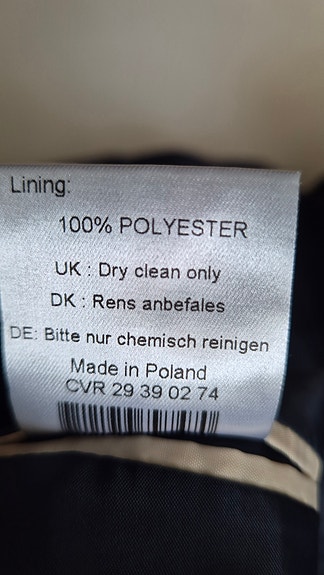 Lining:
100% POLYESTER
UK : Dry clean only
DK : Rens anbefales
DE: Bitte nur chemisch reinigen
Made in Poland
CVR 29 39 02 74